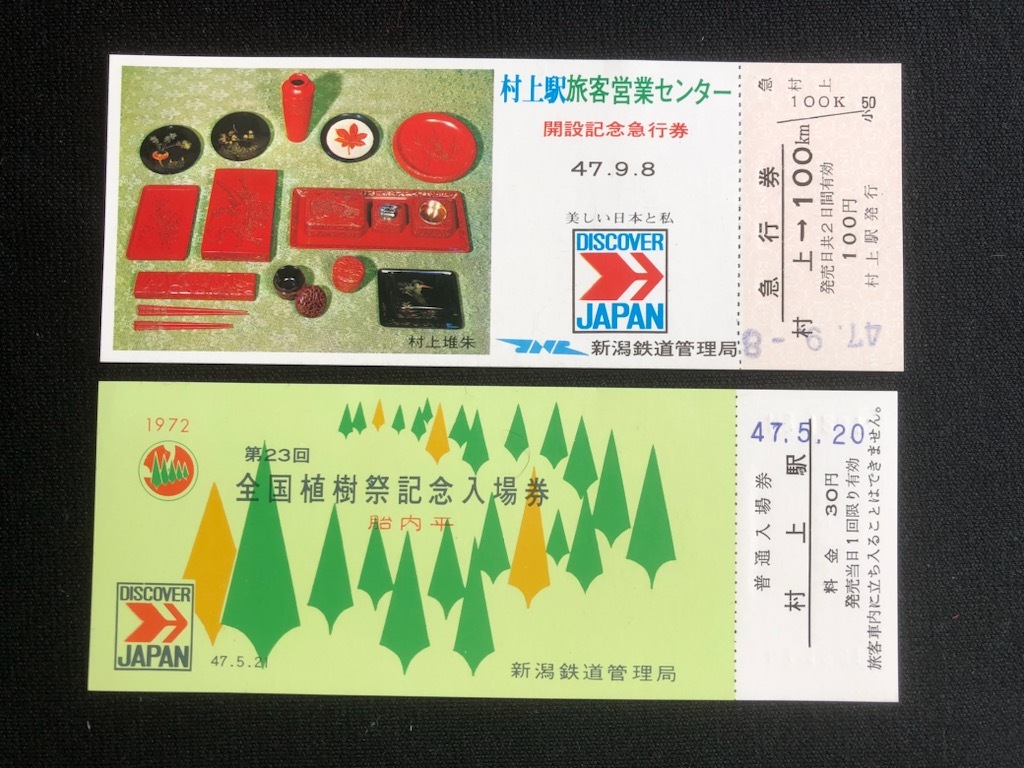 村上駅旅客営業センター
開設記念急行券
47.9.8
美しい日本と私
DISCOVER
JAPAN
村上堆朱
JNR 新潟鉄道管理局
急 村上
100K
小 50
急行券
村上→100km
発売日共2日間有効
100円
村上駅発行
47.9.-8
1972
第23回
全国植樹祭記念入場券
胎内平
DISCOVER
JAPAN
47.5.21
新潟鉄道管理局
47.5.20
普通入場券
村上駅
料金 30円
発売当日1回限り有効
旅客車内に立ち入ることはできません。